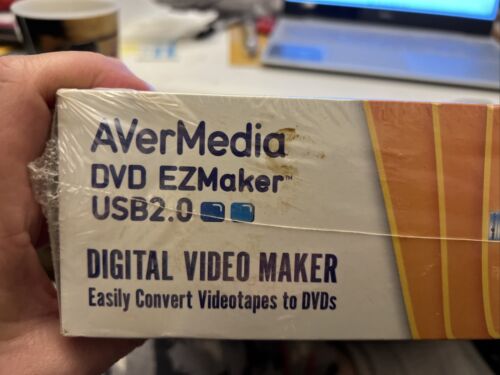 AVerMedia
DVD EZMaker™
USB2.0
DIGITAL VIDEO MAKER
Easily Convert Videotapes to DVDs